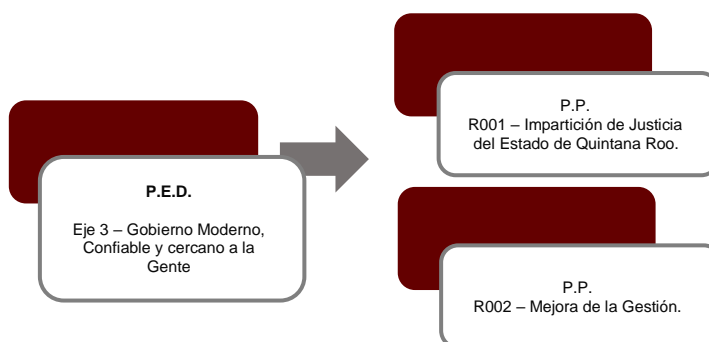 P.E.D.
Eje 3 – Gobierno Moderno,
Confiable y cercano a la
Gente
P.P.
R001 – Impartición de Justicia
del Estado de Quintana Roo.
P.P.
R002 – Mejora de la Gestión.